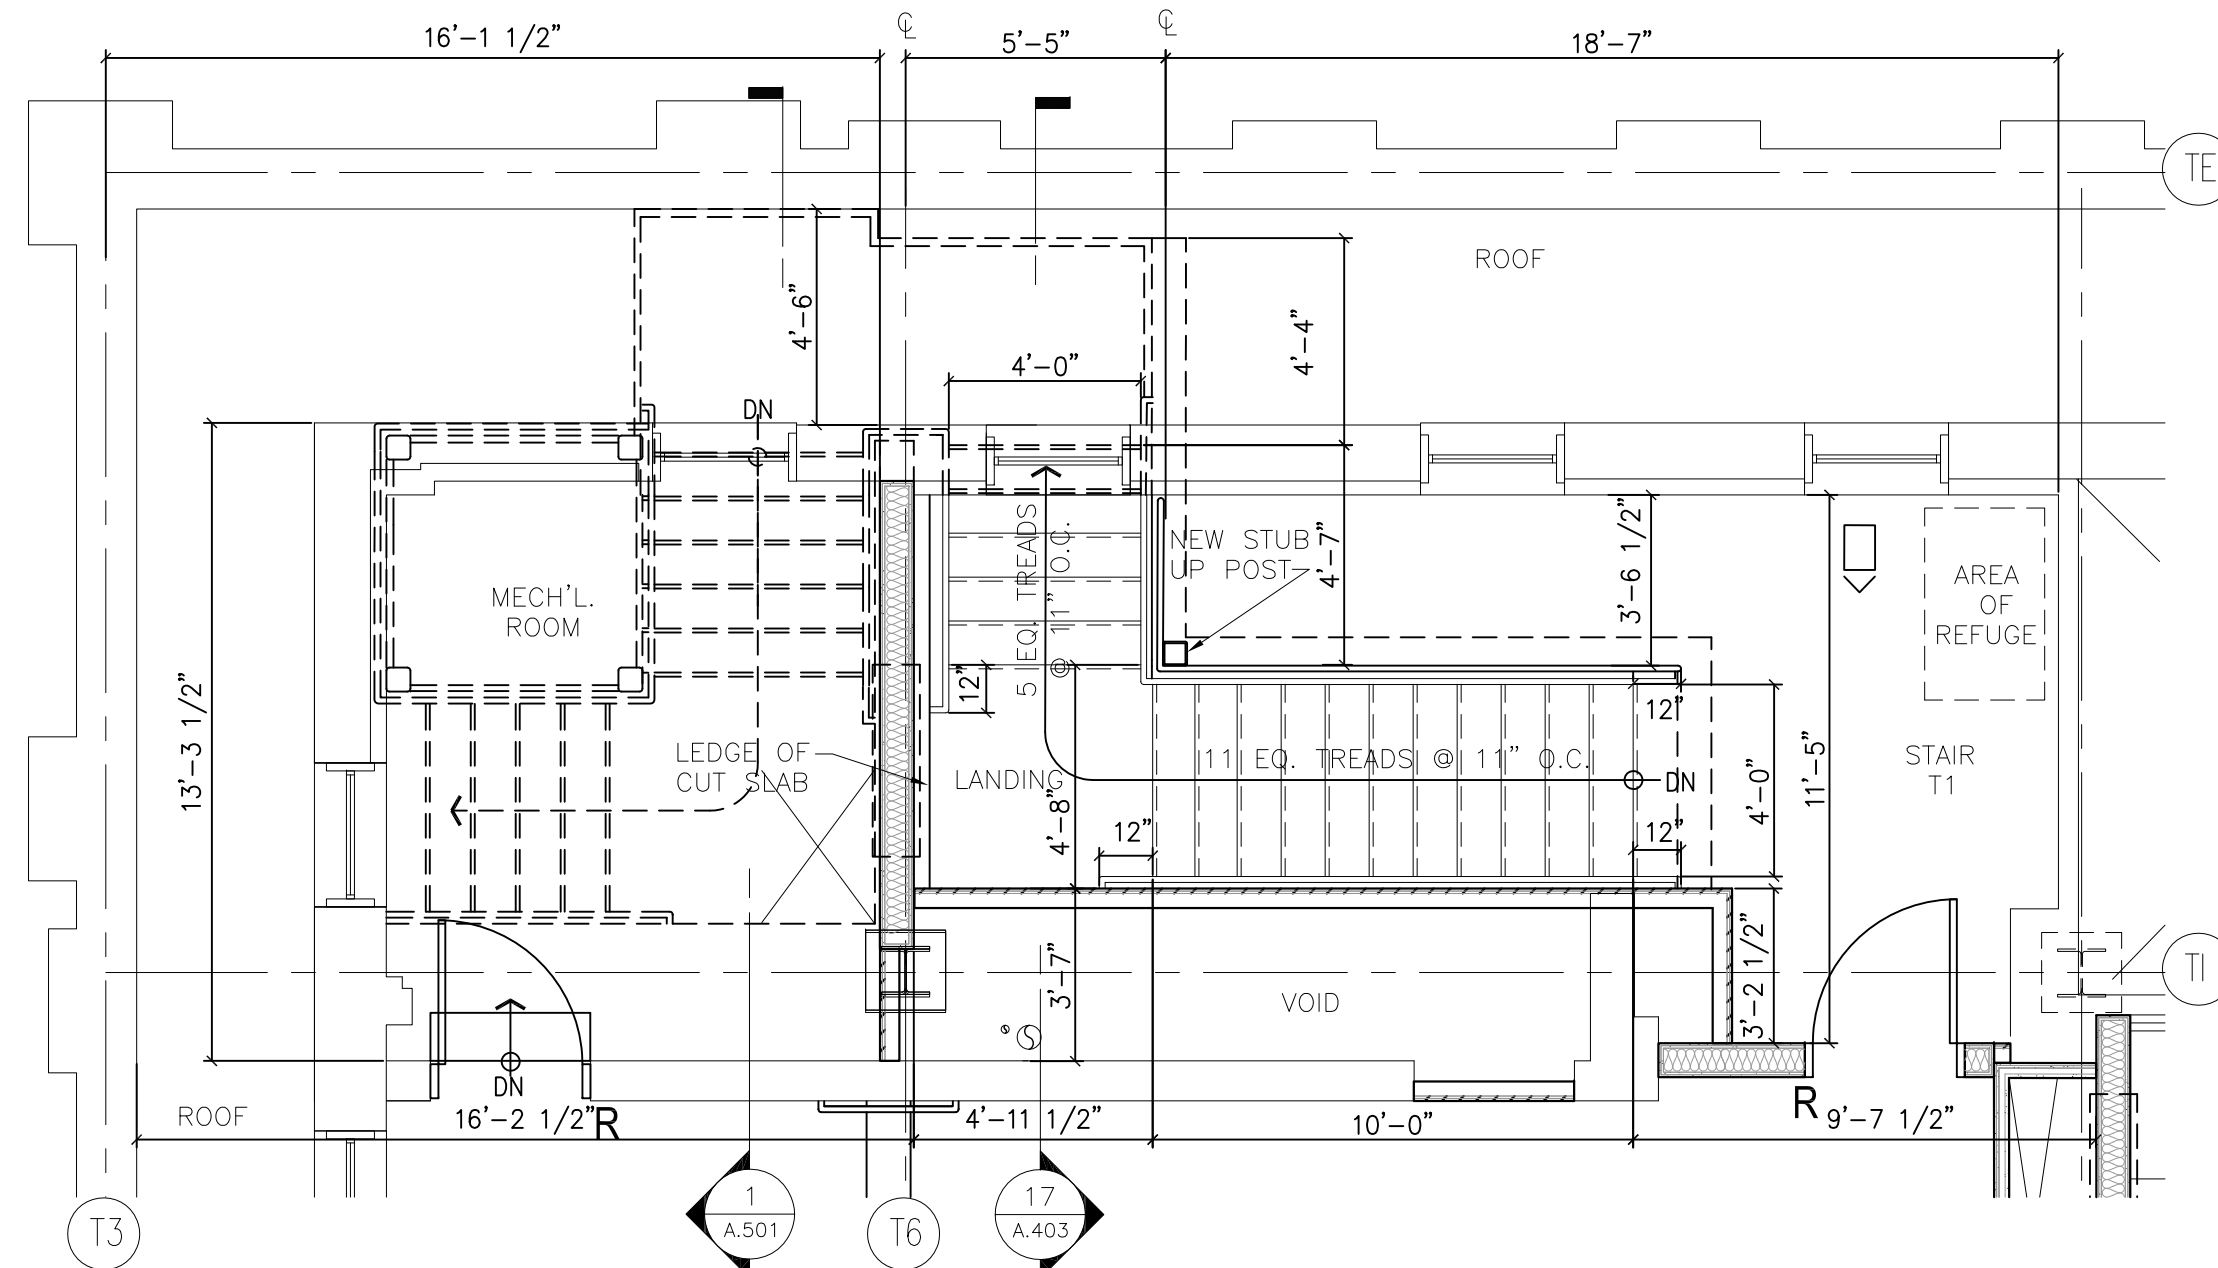 16'-1 1/2"
5'-5"
18'-7"
TE
ROOF
4'-6"
4'-4"
4'-0"
DN
5 EQ. TREADS
@ 11" O.C.
NEW STUB
UP POST
4'-7"
3'-6 1/2"
AREA
OF
REFUGE
MECH'L.
ROOM
13'-3 1/2"
12"
12"
LEDGE OF
CUT SLAB
LANDING
11 EQ. TREADS @ 11" O.C.
DN
4'-8"
4'-0"
11'-5"
STAIR
T1
12"
12"
3'-7"
VOID
3'-2 1/2"
TI
DN
ROOF
16'-2 1/2"
R
4'-11 1/2"
10'-0"
R
9'-7 1/2"
T3
1
A.501
T6
17
A.403